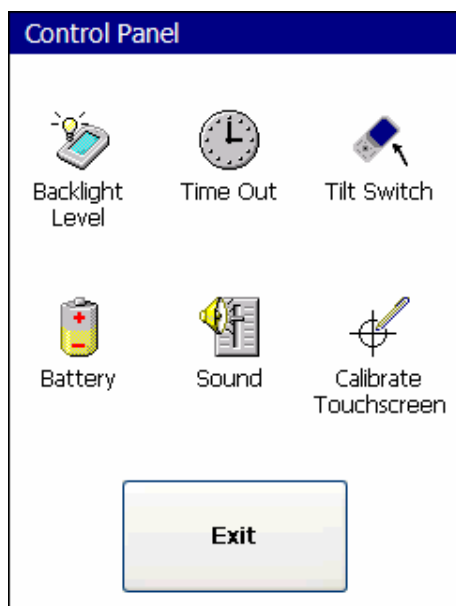 Control Panel
Backlight
Level
Time Out
Tilt Switch
Battery
Sound
Calibrate
Touchscreen
Exit